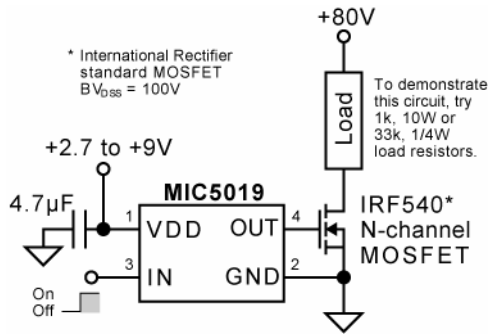 +80V
* International Rectifier
standard MOSFET
BVDSS = 100V
To demonstrate
this circuit, try
1k, 10W or
33k, 1/4W
load resistors.
Load
+2.7 to +9V
4.7µF
MIC5019
1
VDD
OUT
4
3
IN
GND
2
IRF540*
N-channel
MOSFET
On
Off